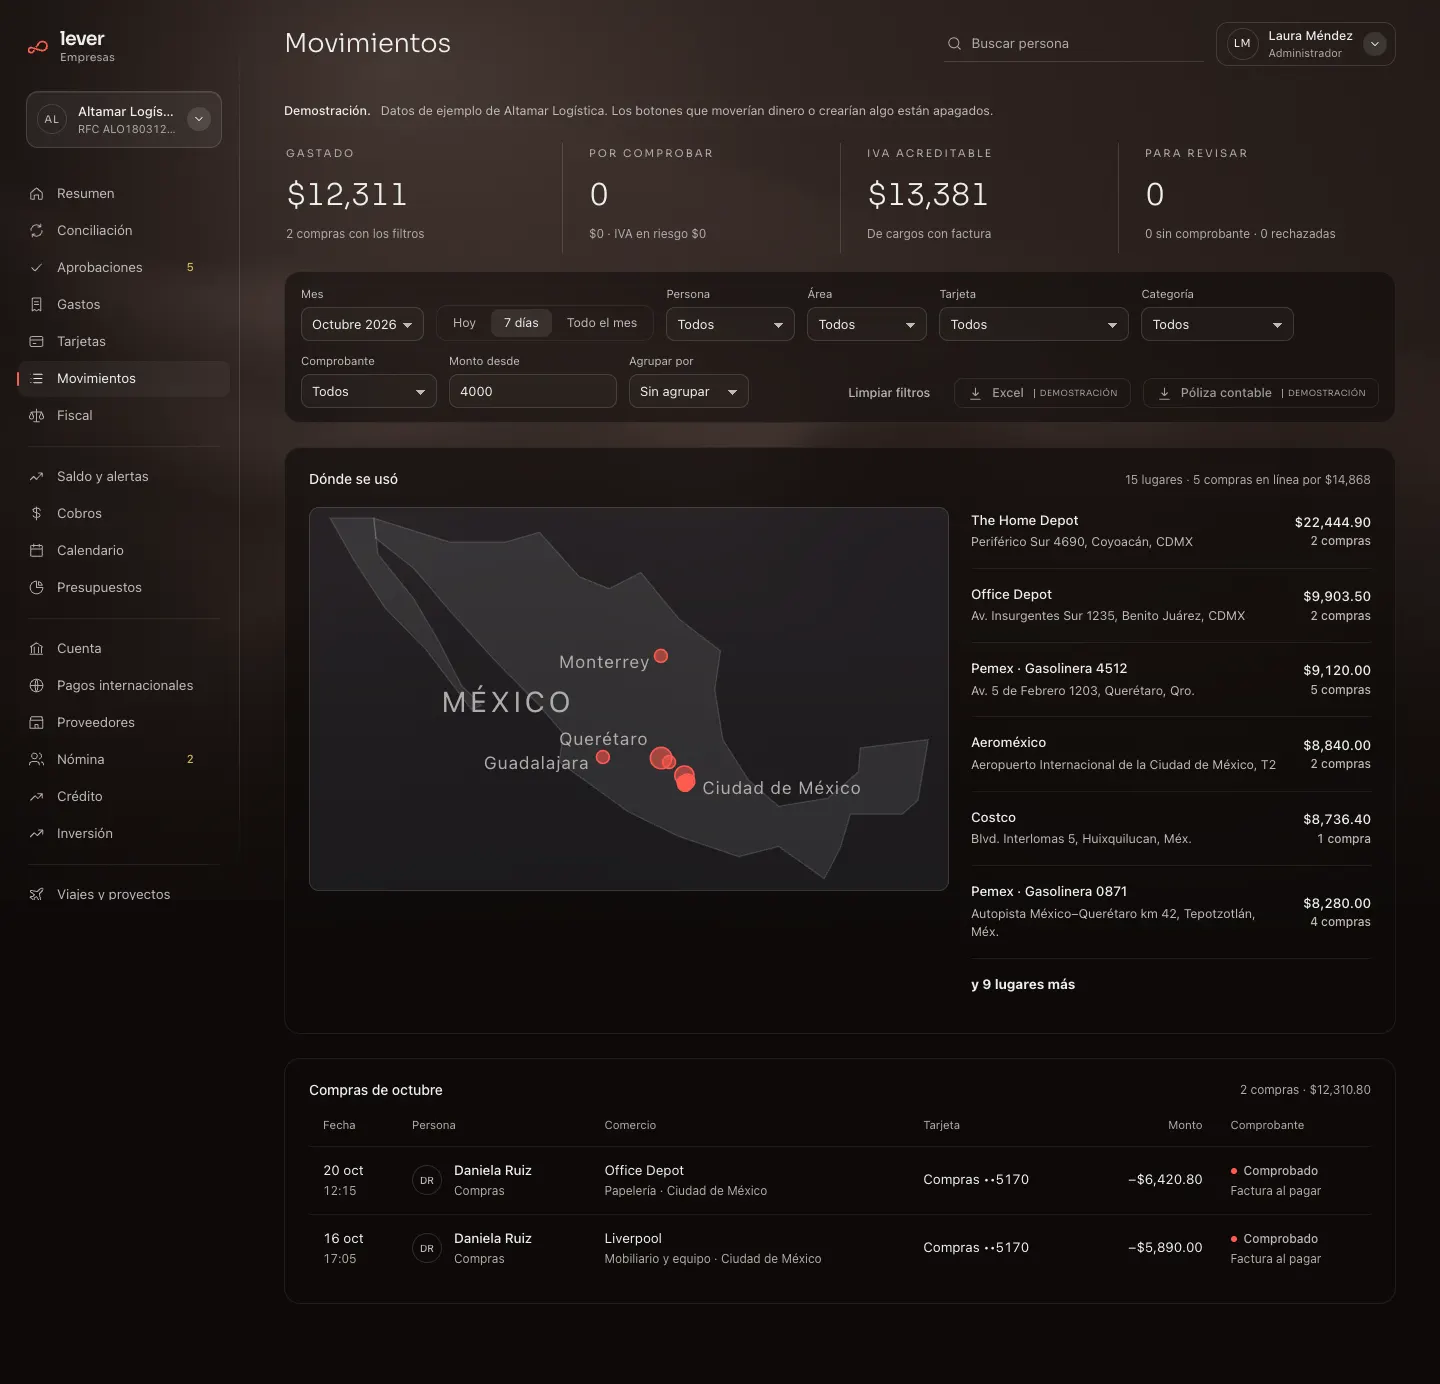 lever
Empresas
AL
Altamar Logís...
RFC ALO180312...
Resumen
Conciliación
Aprobaciones 5
Gastos
Tarjetas
Movimientos
Fiscal
Saldo y alertas
Cobros
Calendario
Presupuestos
Cuenta
Pagos internacionales
Proveedores
Nómina 2
Crédito
Inversión
Viajes y proyectos
Movimientos
Buscar persona
LM
Laura Méndez
Administrador
Demostración. Datos de ejemplo de Altamar Logística. Los botones que moverían dinero o crearían algo están apagados.
GASTADO
$12,311
2 compras con los filtros
POR COMPROBAR
0
$0 · IVA en riesgo $0
IVA ACREDITABLE
$13,381
De cargos con factura
PARA REVISAR
0
0 sin comprobante · 0 rechazadas
Mes
Octubre 2026
Hoy 7 días Todo el mes
Persona
Todos
Área
Todos
Tarjeta
Todos
Categoría
Todos
Comprobante
Todos
Monto desde
4000
Agrupar por
Sin agrupar
Limpiar filtros
Excel | DEMOSTRACIÓN
Póliza contable | DEMOSTRACIÓN
Dónde se usó
15 lugares · 5 compras en línea por $14,868
Monterrey
MÉXICO
Querétaro
Guadalajara
Ciudad de México
The Home Depot $22,444.90
Periférico Sur 4690, Coyoacán, CDMX 2 compras
Office Depot $9,903.50
Av. Insurgentes Sur 1235, Benito Juárez, CDMX 2 compras
Pemex · Gasolinera 4512 $9,120.00
Av. 5 de Febrero 1203, Querétaro, Qro. 5 compras
Aeroméxico $8,840.00
Aeropuerto Internacional de la Ciudad de México, T2 2 compras
Costco $8,736.40
Blvd. Interlomas 5, Huixquilucan, Méx. 1 compra
Pemex · Gasolinera 0871 $8,280.00
Autopista México–Querétaro km 42, Tepotzotlán, 4 compras
Méx.
y 9 lugares más
Compras de octubre 2 compras · $12,310.80
Fecha Persona Comercio Tarjeta Monto Comprobante
20 oct DR Daniela Ruiz Office Depot Compras ··5170 −$6,420.80 Comprobado
12:15 Compras Papelería · Ciudad de México Factura al pagar
16 oct DR Daniela Ruiz Liverpool Compras ··5170 −$5,890.00 Comprobado
17:05 Compras Mobiliario y equipo · Ciudad de México Factura al pagar